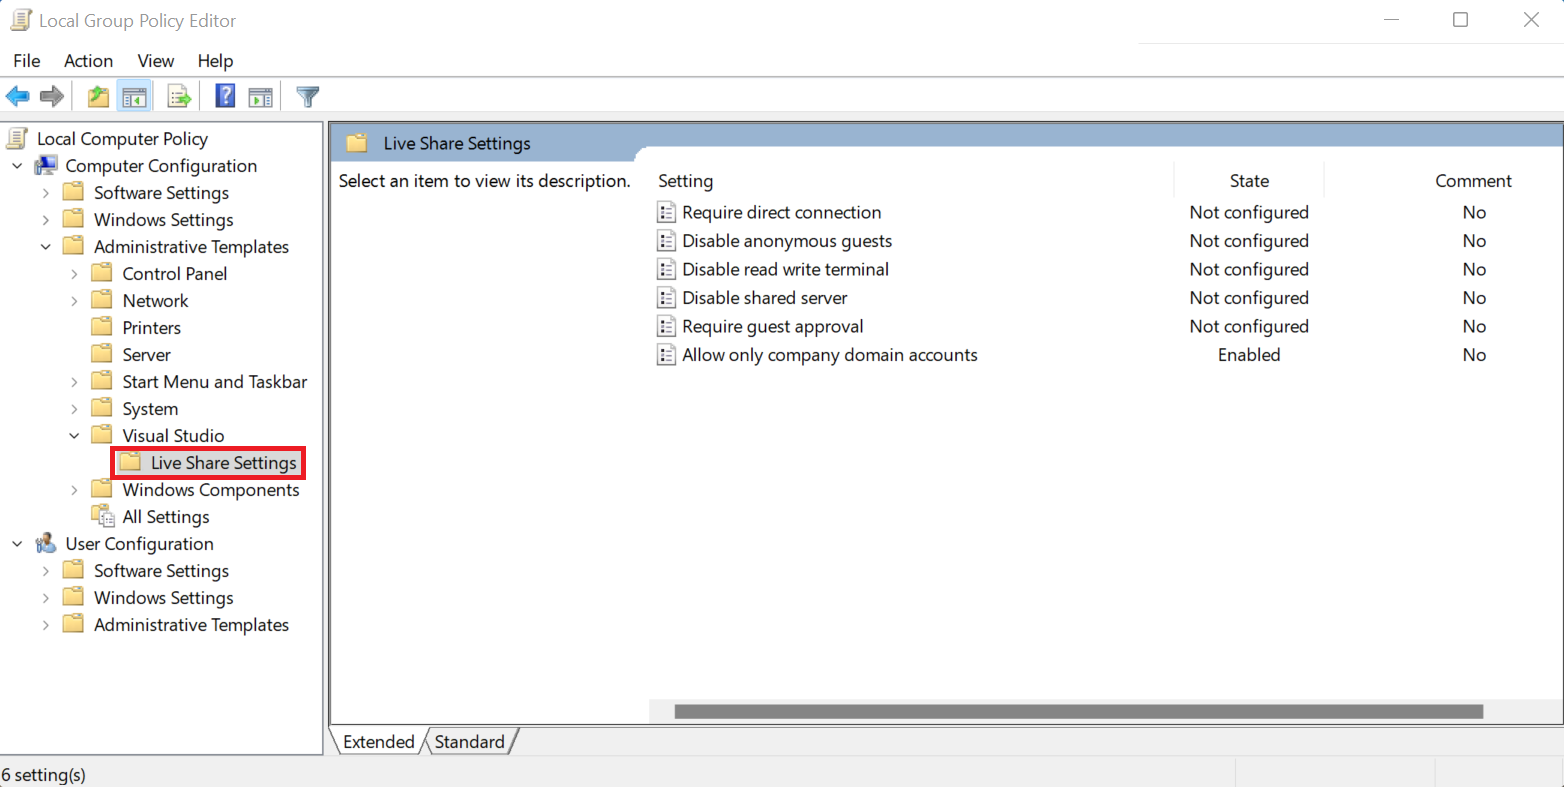 Local Group Policy Editor
File Action View Help
Local Computer Policy
Computer Configuration
Software Settings
Windows Settings
Administrative Templates
Control Panel
Network
Printers
Server
Start Menu and Taskbar
System
Visual Studio
Live Share Settings
Windows Components
All Settings
User Configuration
Software Settings
Windows Settings
Administrative Templates
Live Share Settings
Select an item to view its description.
Setting State Comment
Require direct connection Not configured No
Disable anonymous guests Not configured No
Disable read write terminal Not configured No
Disable shared server Not configured No
Require guest approval Not configured No
Allow only company domain accounts Enabled No
Extended Standard
6 setting(s)